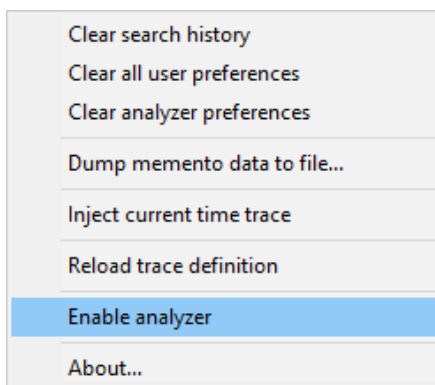 Clear search history
Clear all user preferences
Clear analyzer preferences
Dump memento data to file...
Inject current time trace
Reload trace definition
Enable analyzer
About...